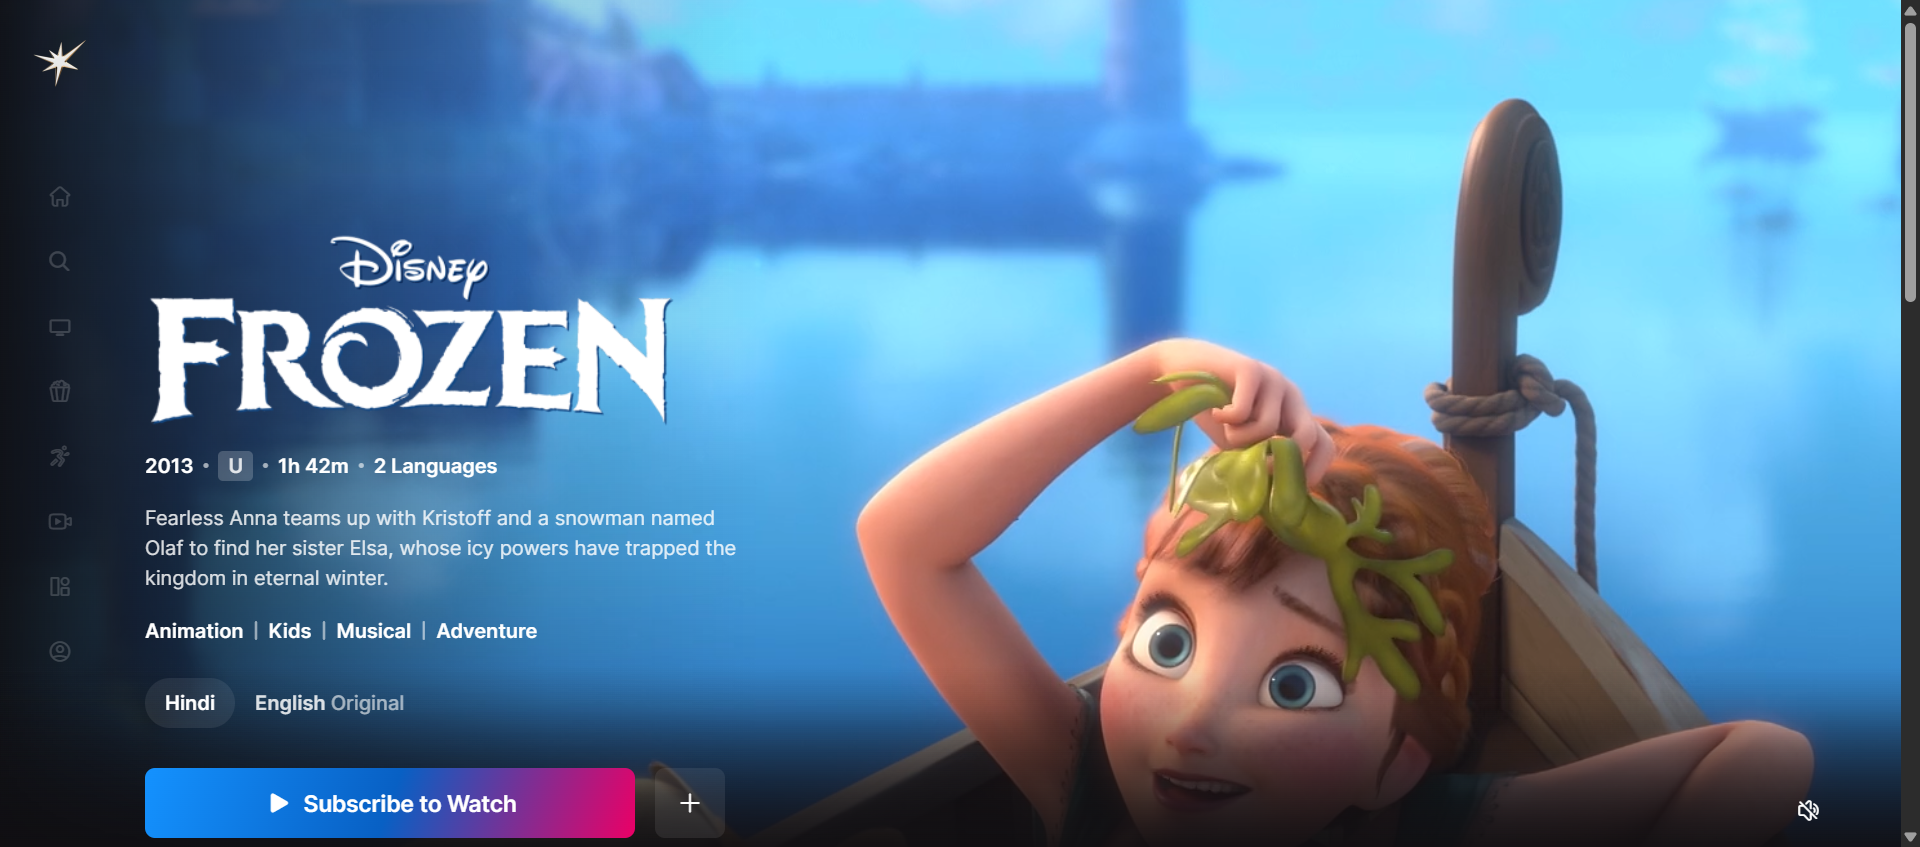 Disney
FROZEN
2013 • U • 1h 42m • 2 Languages
Fearless Anna teams up with Kristoff and a snowman named
Olaf to find her sister Elsa, whose icy powers have trapped the
kingdom in eternal winter.
Animation | Kids | Musical | Adventure
Hindi English Original
Subscribe to Watch